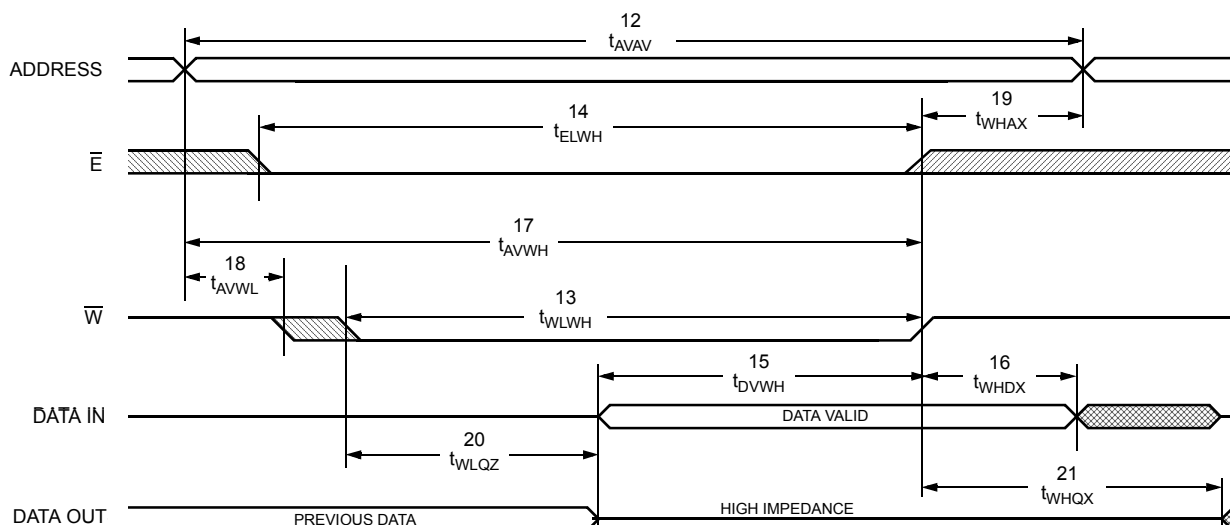 12
tAVAV
ADDRESS
14
tELWH
19
tWHAX
E
17
tAVWH
18
tAVWL
W
13
tWLWH
15
tDVWH
16
tWHDX
DATA IN
DATA VALID
20
tWLQZ
21
tWHQX
DATA OUT
PREVIOUS DATA
HIGH IMPEDANCE